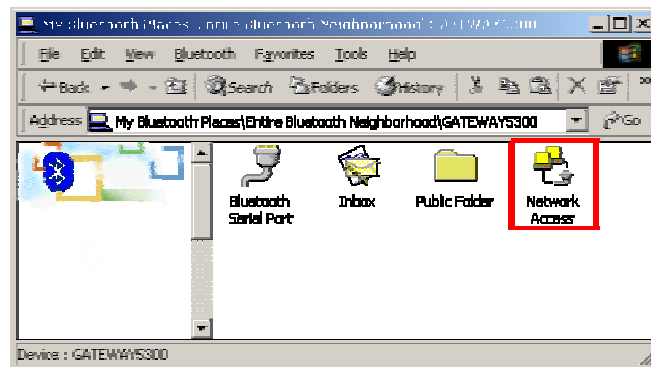 My Bluetooth Places\Entire Bluetooth Neighborhood\GATEWAY5300
File Edit View Bluetooth Favorites Tools Help
Back Search Folders History
Address My Bluetooth Places\Entire Bluetooth Neighborhood\GATEWAY5300 Go
Bluetooth Serial Port
Inbox
Public Folder
Network Access
Device : GATEWAY5300